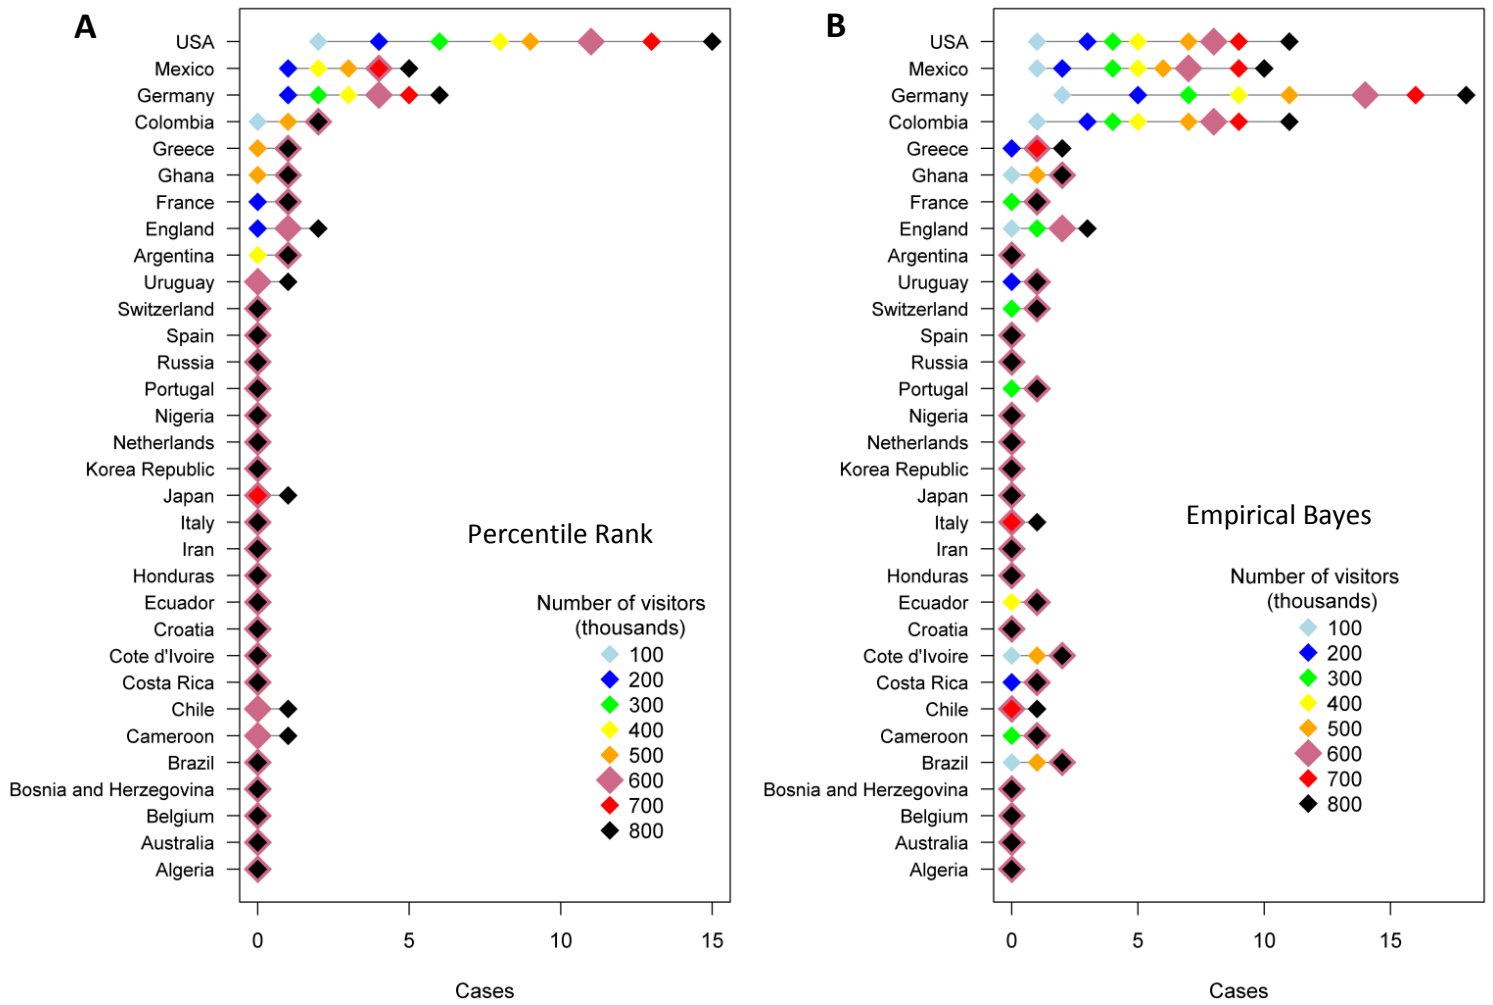 A
USA
Mexico
Germany
Colombia
Greece
Ghana
France
England
Argentina
Uruguay
Switzerland
Spain
Russia
Portugal
Nigeria
Netherlands
Korea Republic
Japan
Italy
Iran
Honduras
Ecuador
Croatia
Cote d'Ivoire
Costa Rica
Chile
Cameroon
Brazil
Bosnia and Herzegovina
Belgium
Australia
Algeria
Percentile Rank
Number of visitors
(thousands)
100
200
300
400
500
600
700
800
0 5 10 15
Cases
B
USA
Mexico
Germany
Colombia
Greece
Ghana
France
England
Argentina
Uruguay
Switzerland
Spain
Russia
Portugal
Nigeria
Netherlands
Korea Republic
Japan
Italy
Iran
Honduras
Ecuador
Croatia
Cote d'Ivoire
Costa Rica
Chile
Cameroon
Brazil
Bosnia and Herzegovina
Belgium
Australia
Algeria
Empirical Bayes
Number of visitors
(thousands)
100
200
300
400
500
600
700
800
0 5 10 15
Cases